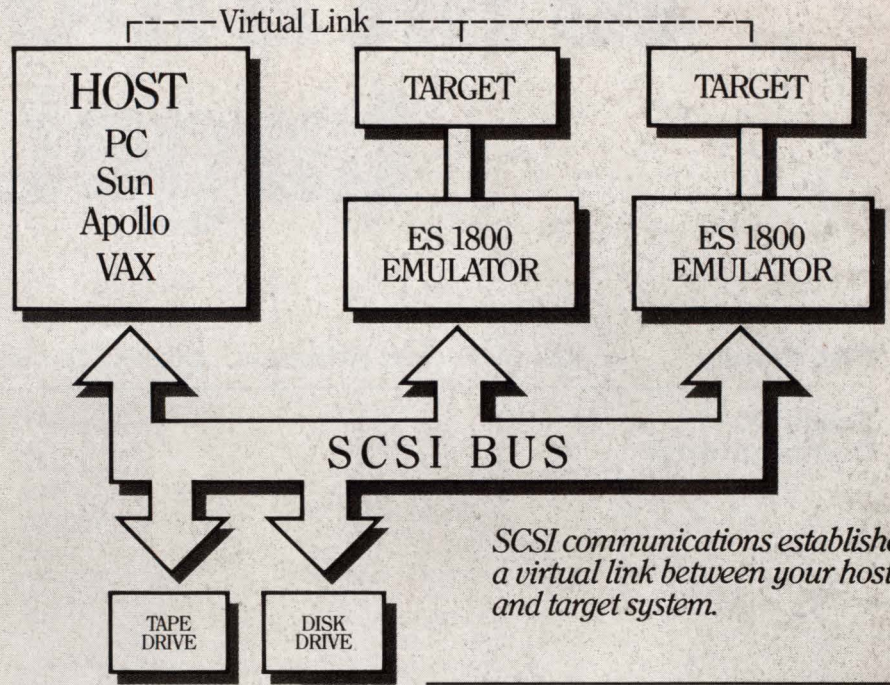 Virtual Link
HOST
PC
Sun
Apollo
VAX
TARGET
TARGET
ES 1800
EMULATOR
ES 1800
EMULATOR
SCSI BUS
SCSI communications establishe
a virtual link between your host
and target system.
TAPE
DRIVE
DISK
DRIVE